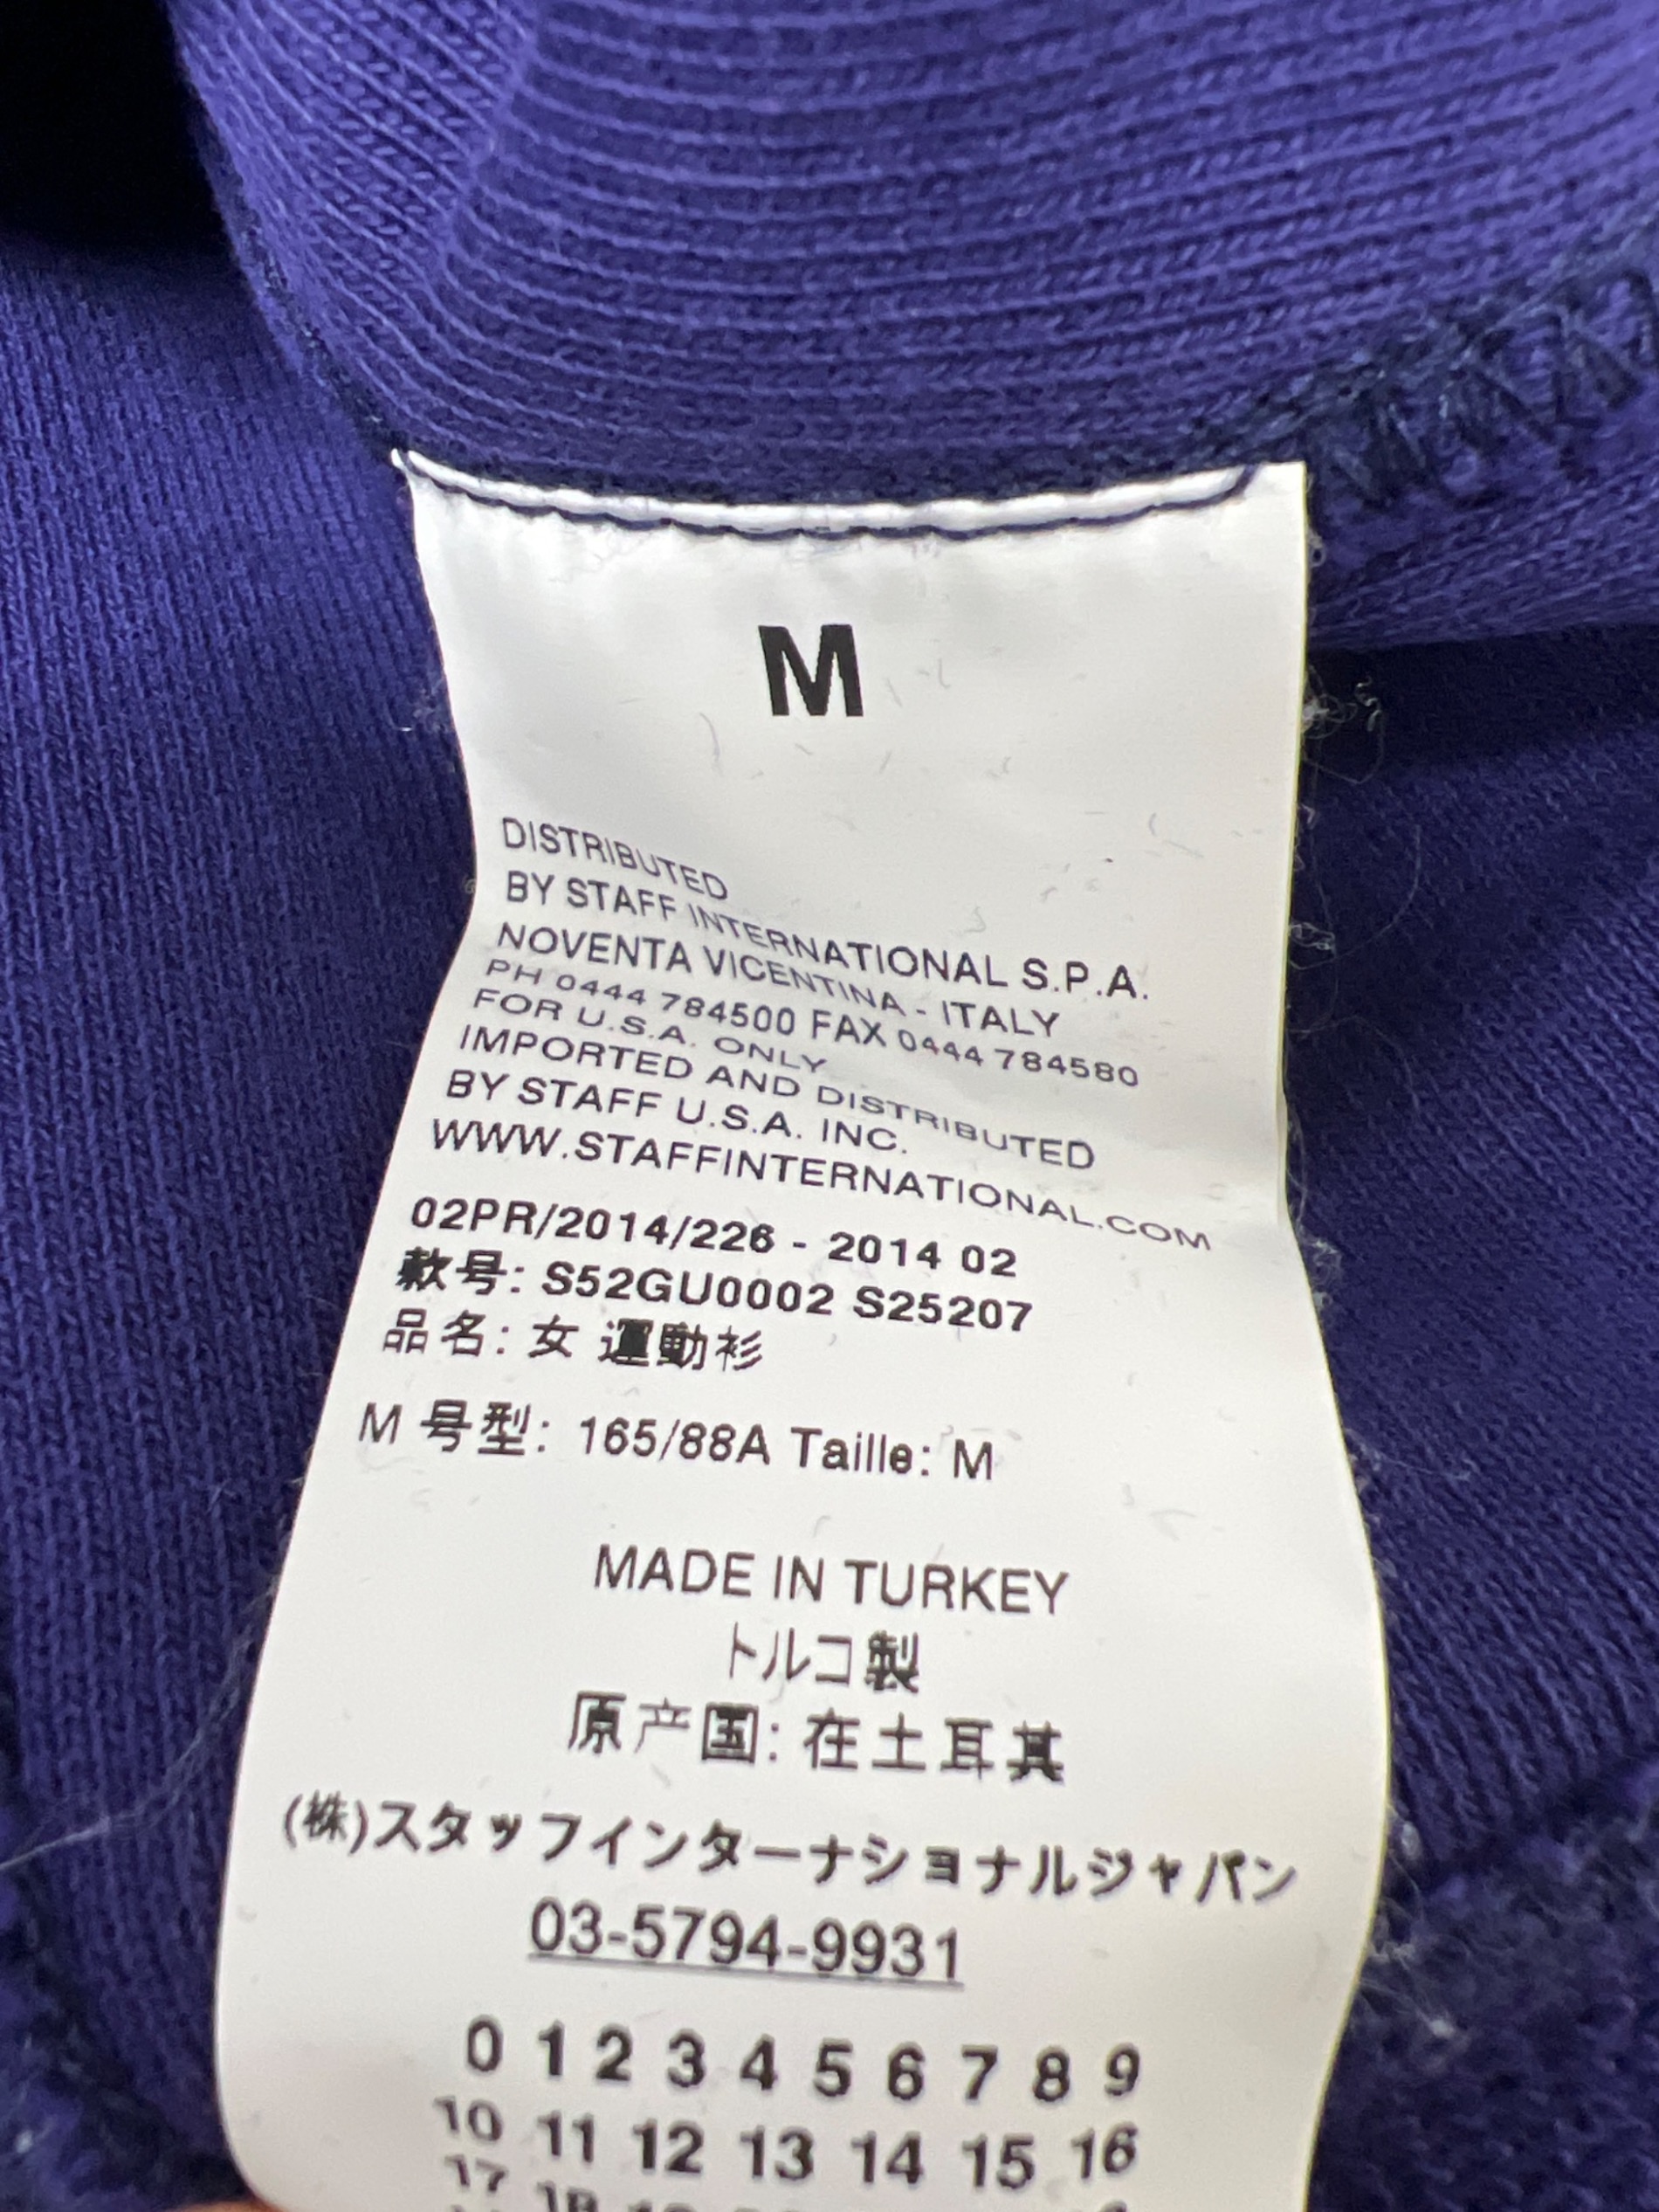 M
DISTRIBUTED
BY STAFF INTERNATIONAL S.P.A.
NOVENTA VICENTINA - ITALY
PH 0444 784500 FAX 0444 784580
FOR U.S.A. ONLY
IMPORTED AND DISTRIBUTED
BY STAFF U.S.A. INC.
WWW.STAFFINTERNATIONAL.COM
02PR/2014/226 - 2014 02
款号: S52GU0002 S25207
品名: 女 運動衫
M 号型: 165/88A Taille: M
MADE IN TURKEY
トルコ製
原产国: 在土耳其
(株)スタッフインターナショナルジャパン
03-5794-9931
0 1 2 3 4 5 6 7 8 9
10 11 12 13 14 15 16
17 18